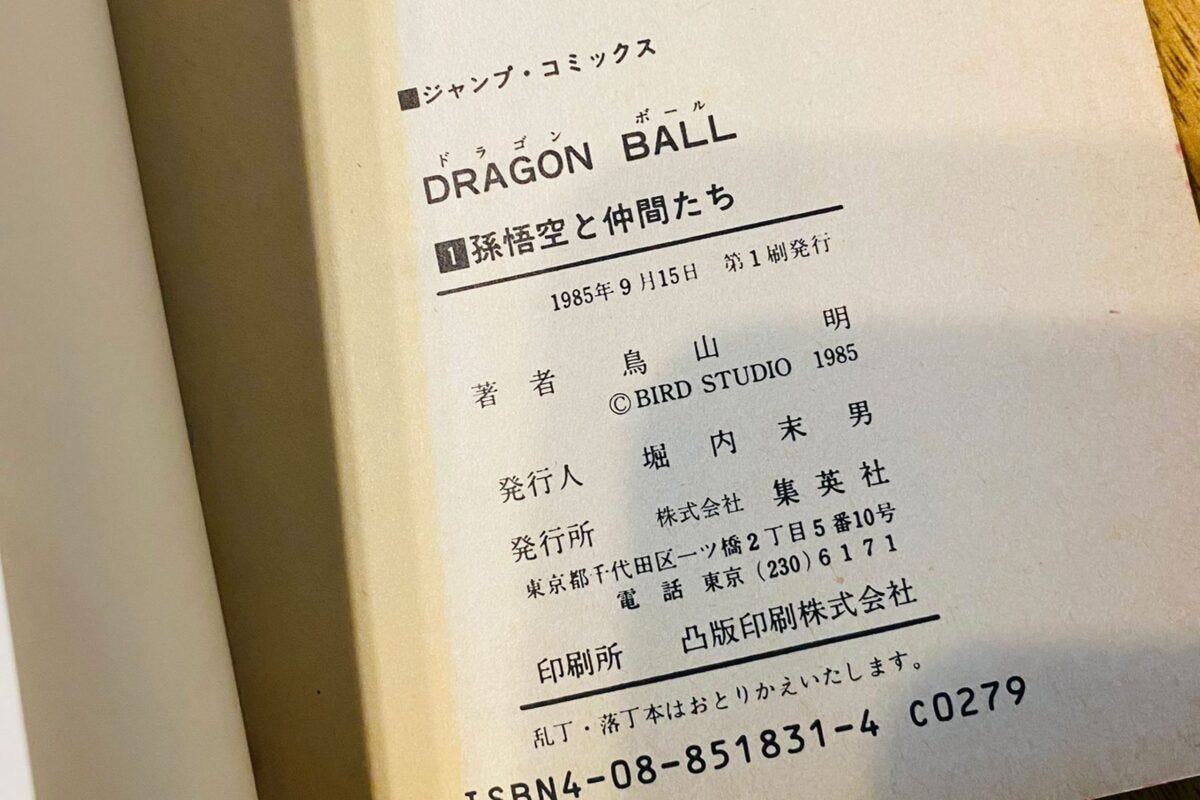 ■ジャンプ・コミックス
ドラゴン ボール
DRAGON BALL
1 孫悟空と仲間たち
1985年9月15日 第1刷発行
著者 鳥山明
©BIRD STUDIO 1985
発行人 堀内末男
発行所 株式会社 集英社
東京都千代田区一ツ橋2丁目5番10号
電話 東京(230)6171
印刷所 凸版印刷株式会社
乱丁・落丁本はおとりかえいたします。
ISBN4-08-851831-4 C0279